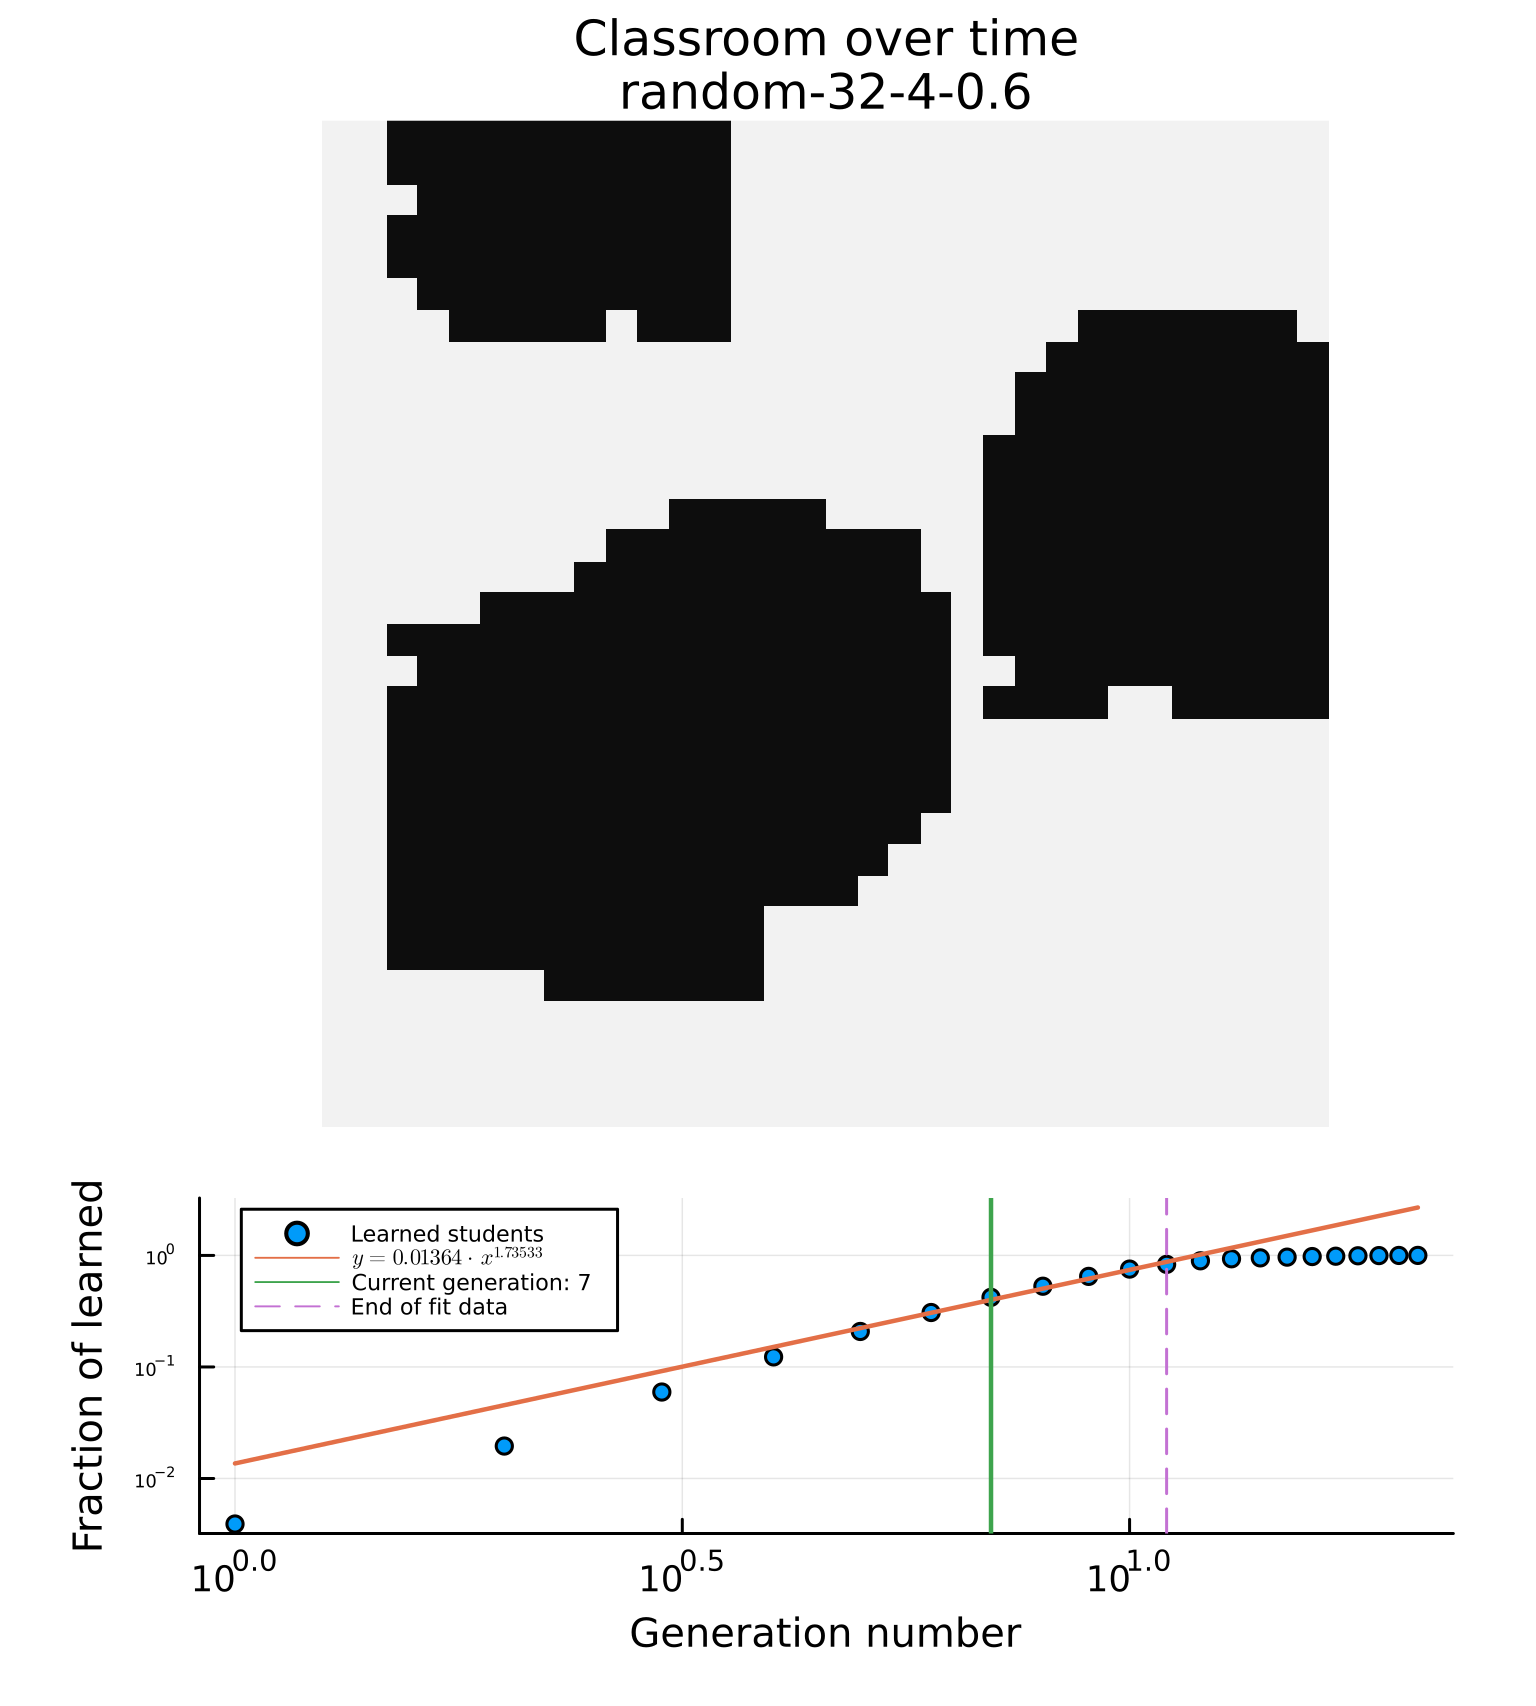 Classroom over time
random-32-4-0.6
Fraction of learned
10^0
10^−1
10^−2
Learned students
y = 0.01364 · x^1.73533
Current generation: 7
End of fit data
10^0.0 10^0.5 10^1.0
Generation number